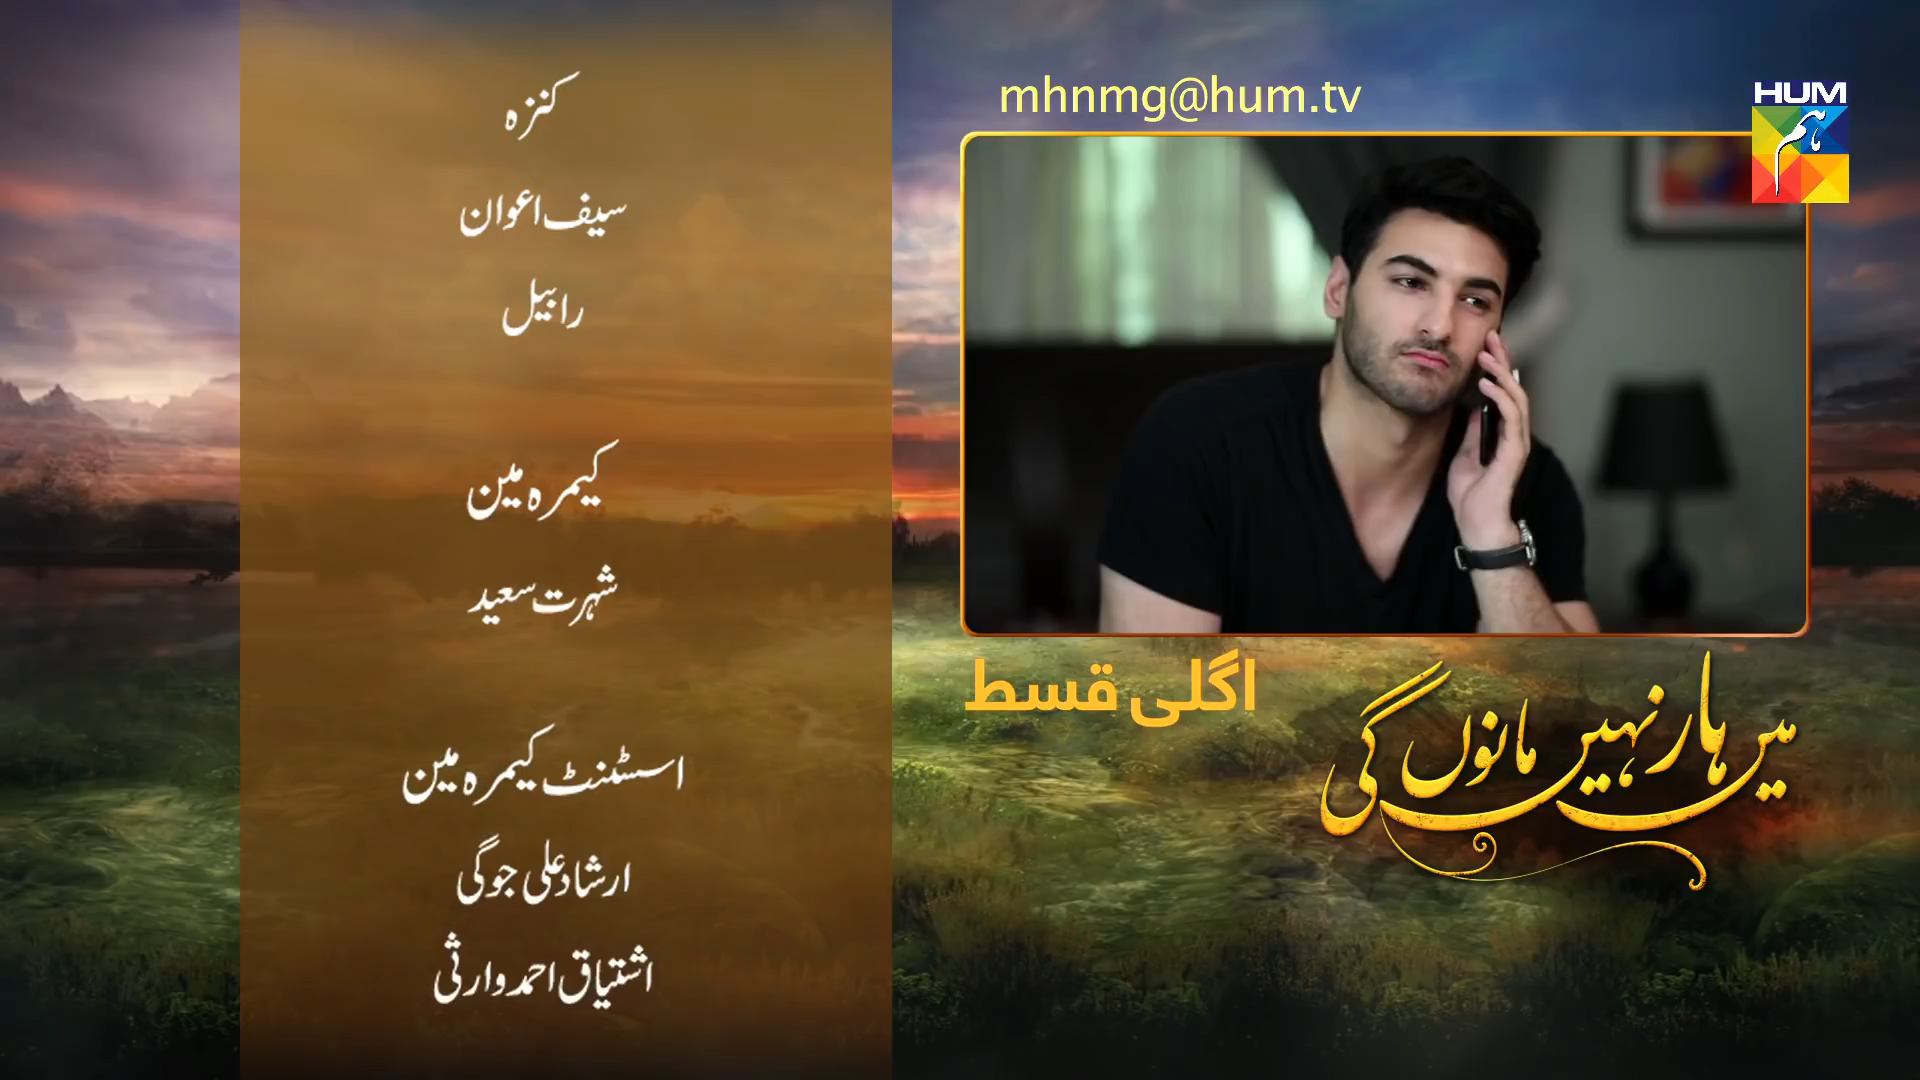 کنزہ
سیف اعوان
رابیل
کیمرہ مین
شہرت سعید
اسسٹنٹ کیمرہ مین
ارشاد علی جوگی
اشتیاق احمد وارثی
mhnmg@hum.tv
HUM
ہم
اگلی قسط
میں ہار نہیں مانوں گی